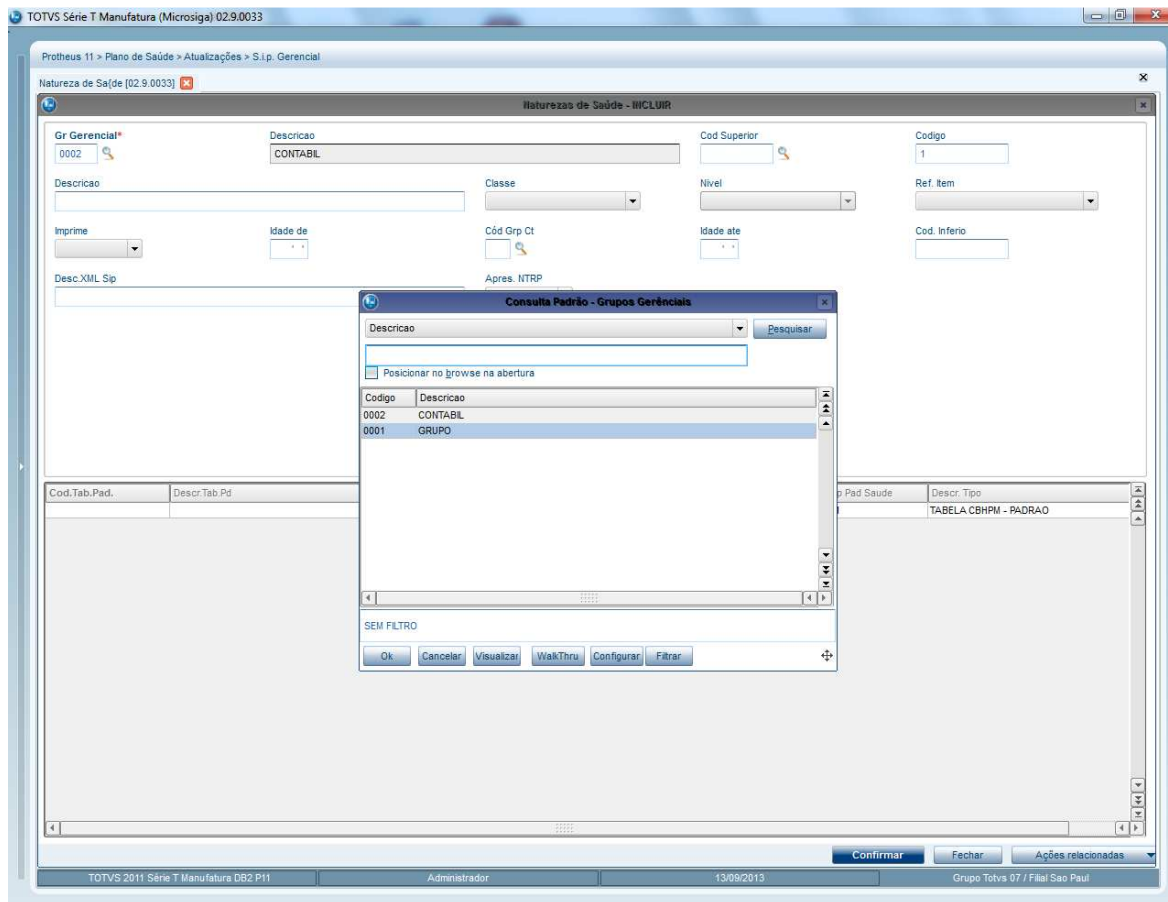 TOTVS Série T Manufatura (Microsiga) 02.9.0033
Protheus 11 > Plano de Saúde > Atualizações > S.i.p. Gerencial
Natureza de Sa{de [02.9.0033]
Naturezas de Saúde - INCLUIR
Gr Gerencial* Descricao Cod Superior Codigo
0002 CONTABIL 1
Descricao Classe Nivel Ref. Item
Imprime Idade de Cód Grp Ct Idade ate Cod. Inferio
Desc.XML Sip Apres. NTRP
Consulta Padrão - Grupos Gerênciais
Descricao Pesquisar
Posicionar no browse na abertura
Codigo Descricao
0002 CONTABIL
0001 GRUPO
Cod.Tab.Pad. Descr.Tab.Pd p Pad Saude Descr. Tipo
TABELA CBHPM - PADRAO
SEM FILTRO
Ok Cancelar Visualizar WalkThru Configurar Filtrar
Confirmar Fechar Ações relacionadas
TOTVS 2011 Série T Manufatura DB2 P11 Administrador 13/09/2013 Grupo Totvs 07 / Filial Sao Paul